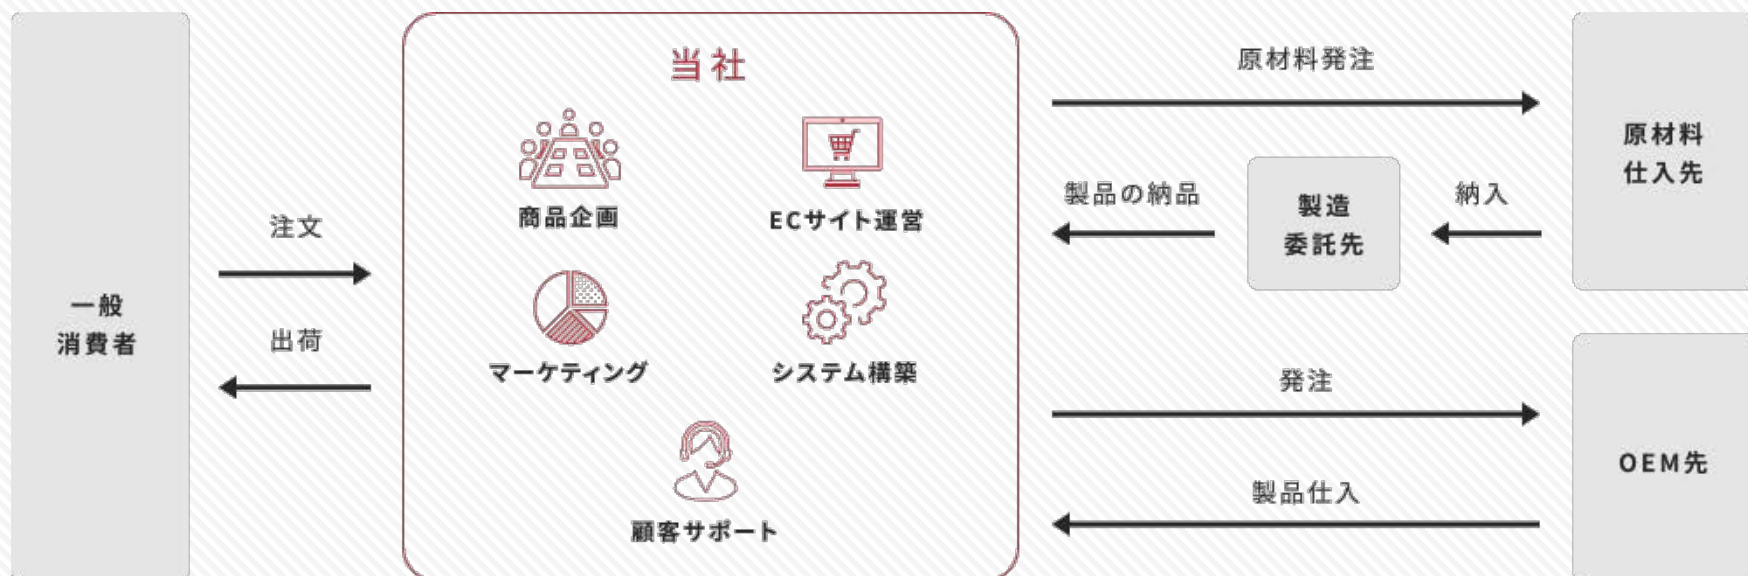 一般
消費者
注文
出荷
当社
商品企画
ECサイト運営
マーケティング
システム構築
顧客サポート
原材料発注
製品の納品
製造
委託先
納入
原材料
仕入先
発注
製品仕入
OEM先